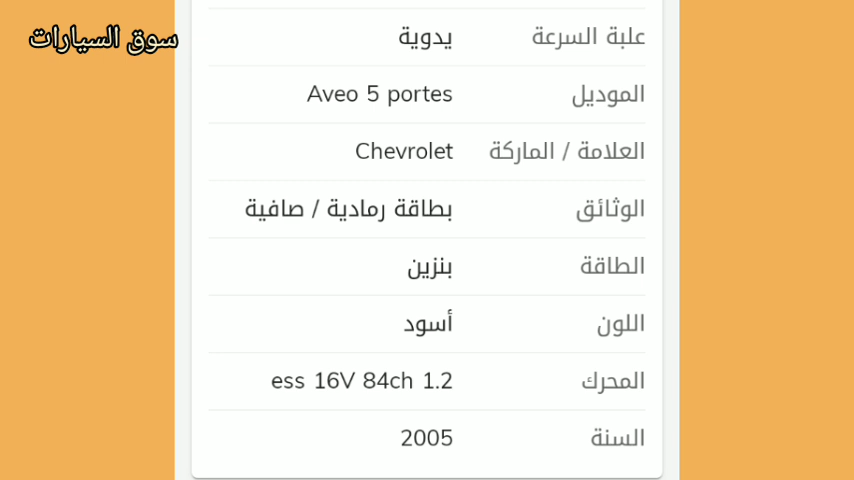 سوق السيارات
علبة السرعة يدوية
الموديل Aveo 5 portes
العلامة / الماركة Chevrolet
الوثائق بطاقة رمادية / صافية
الطاقة بنزين
اللون أسود
المحرك 1.2 ess 16V 84ch
السنة 2005